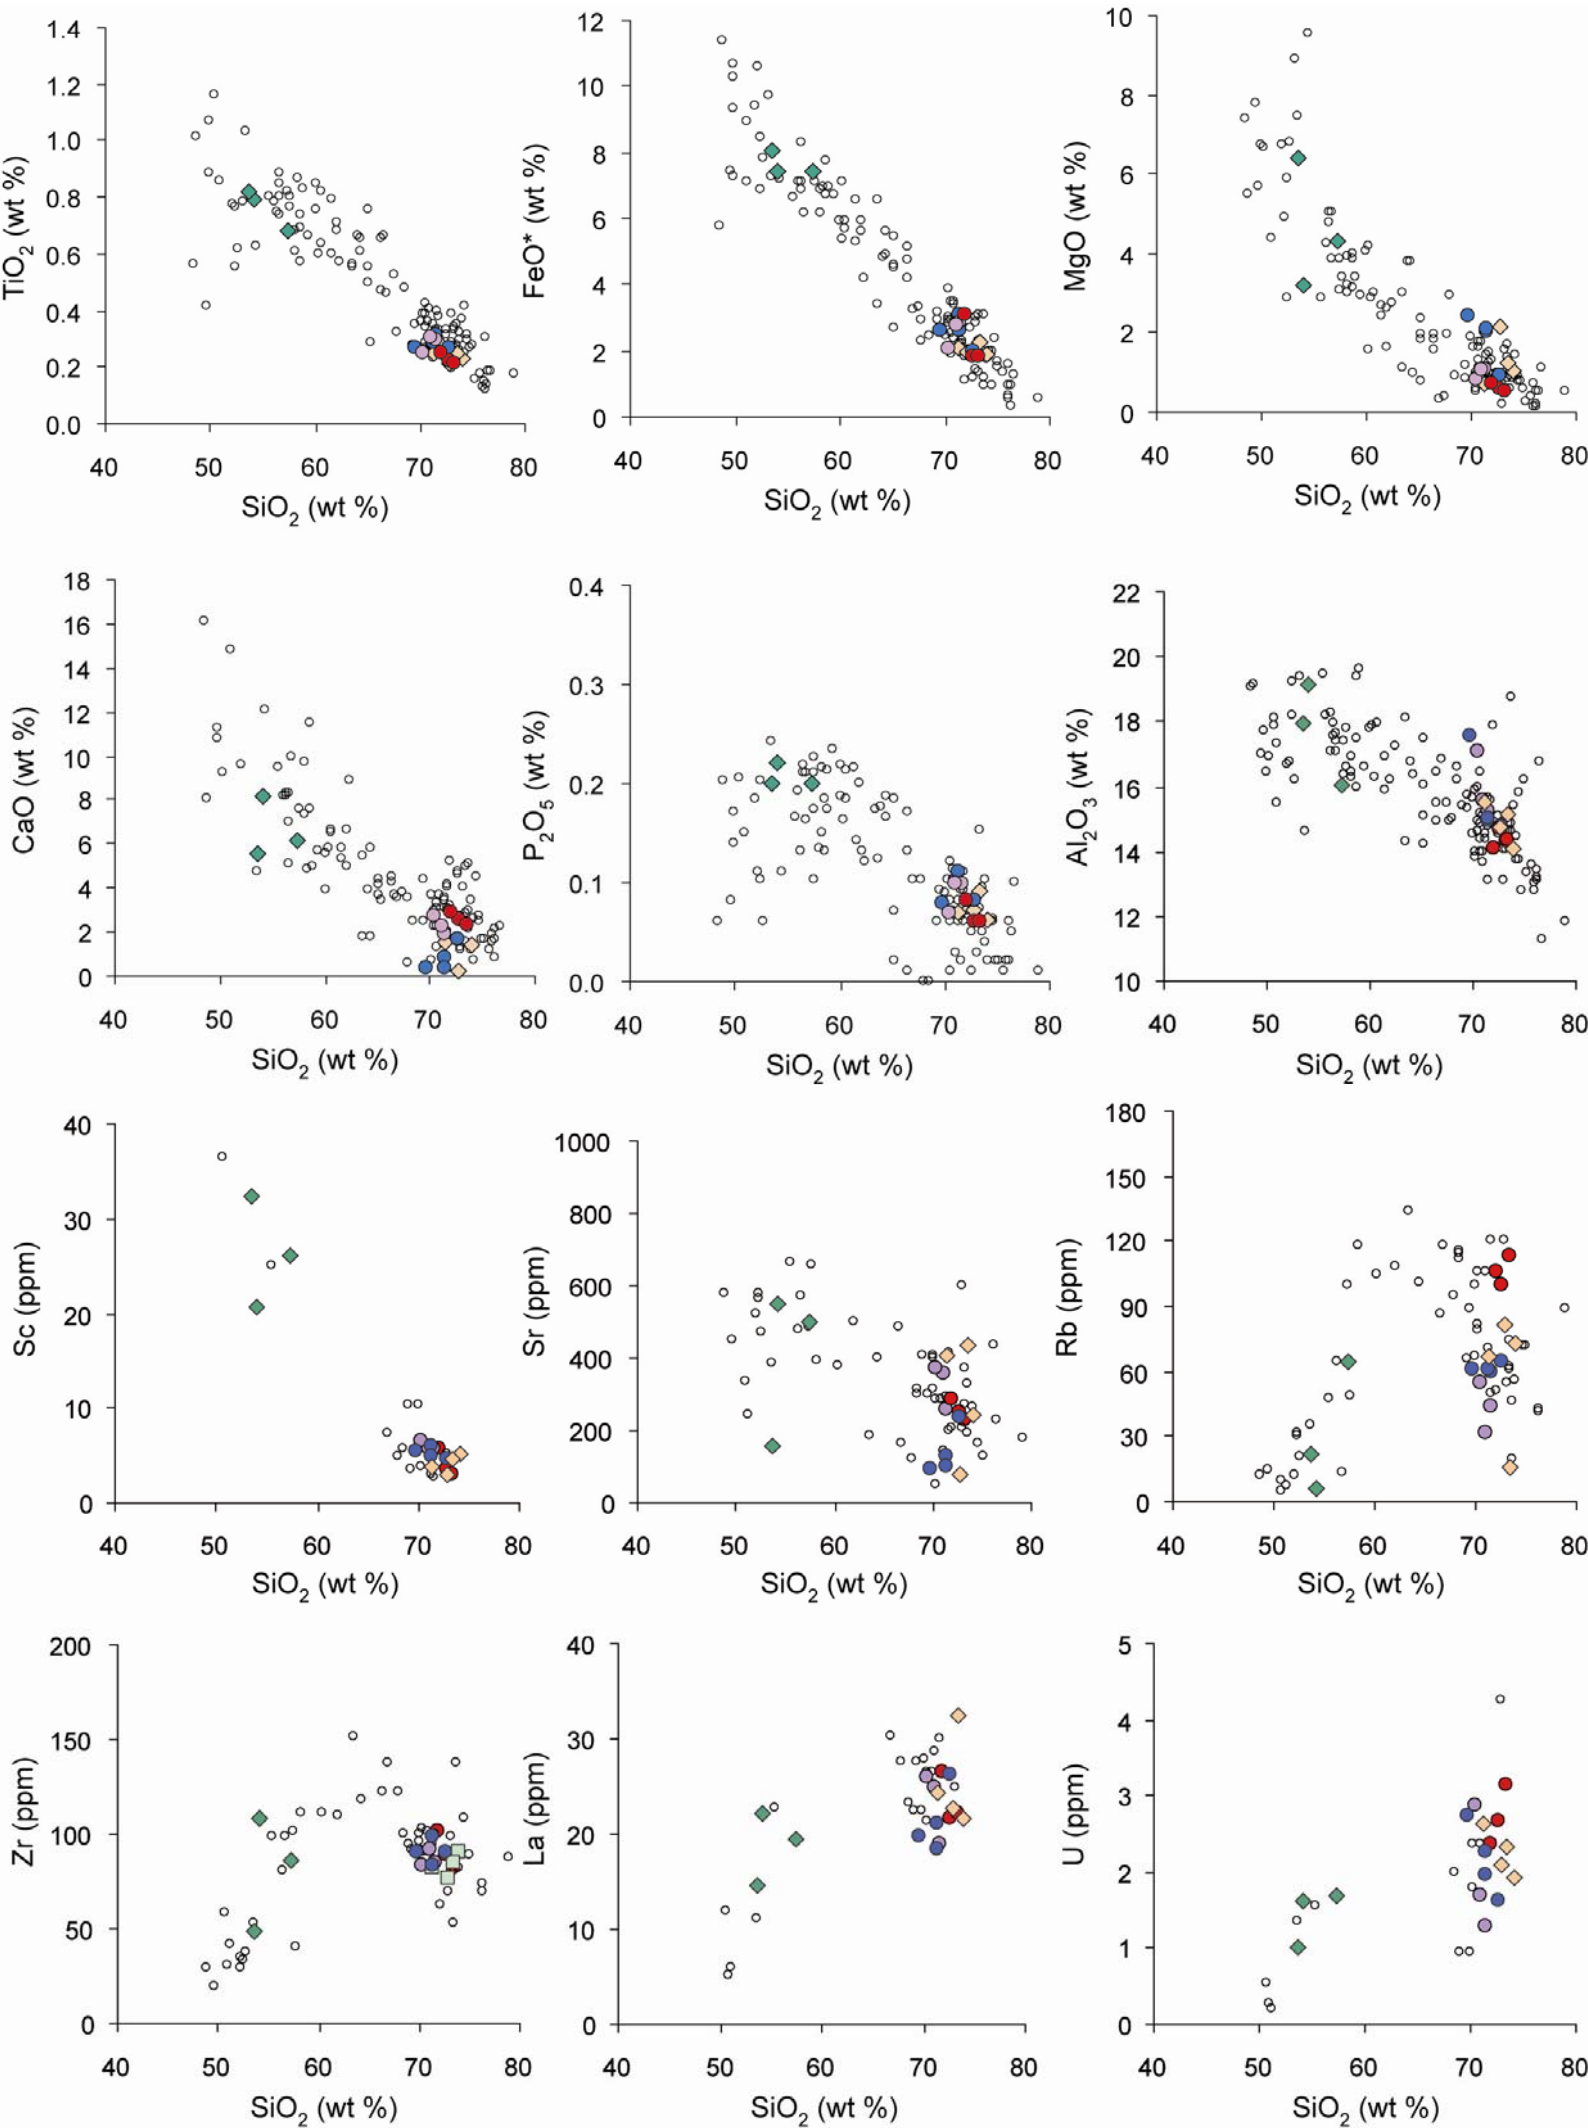 TiO2 (wt %)
1.4
1.2
1.0
0.8
0.6
0.4
0.2
0.0
40 50 60 70 80
SiO2 (wt %)
FeO* (wt %)
12
10
8
6
4
2
0
40 50 60 70 80
SiO2 (wt %)
MgO (wt %)
10
8
6
4
2
0
40 50 60 70 80
SiO2 (wt %)
CaO (wt %)
18
16
14
12
10
8
6
4
2
0
40 50 60 70 80
SiO2 (wt %)
P2O5 (wt %)
0.4
0.3
0.2
0.1
0.0
40 50 60 70 80
SiO2 (wt %)
Al2O3 (wt %)
22
20
18
16
14
12
10
40 50 60 70 80
SiO2 (wt %)
Sc (ppm)
40
30
20
10
0
40 50 60 70 80
SiO2 (wt %)
Sr (ppm)
1000
800
600
400
200
0
40 50 60 70 80
SiO2 (wt %)
Rb (ppm)
180
150
120
90
60
30
0
40 50 60 70 80
SiO2 (wt %)
Zr (ppm)
200
150
100
50
0
40 50 60 70 80
SiO2 (wt %)
La (ppm)
40
30
20
10
0
40 50 60 70 80
SiO2 (wt %)
U (ppm)
5
4
3
2
1
0
40 50 60 70 80
SiO2 (wt %)